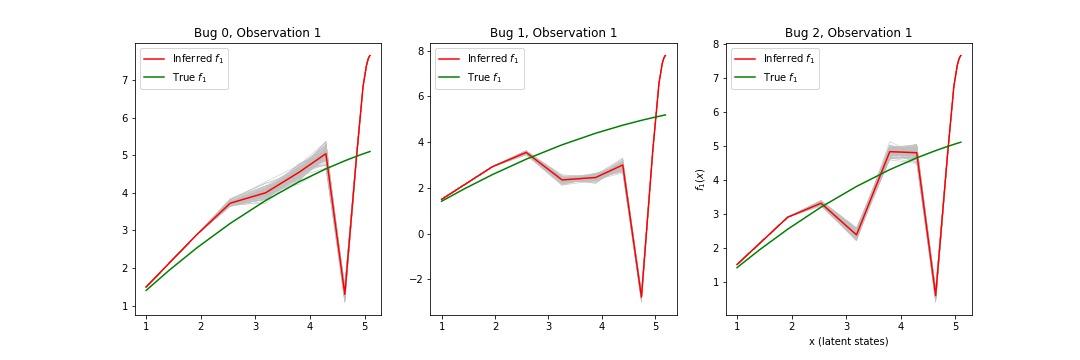 Bug 0, Observation 1
Inferred f₁
True f₁
7
6
5
4
3
2
1
1 2 3 4 5
Bug 1, Observation 1
Inferred f₁
True f₁
8
6
4
2
0
−2
1 2 3 4 5
Bug 2, Observation 1
Inferred f₁
True f₁
f₁(x)
8
7
6
5
4
3
2
1
1 2 3 4 5
x (latent states)